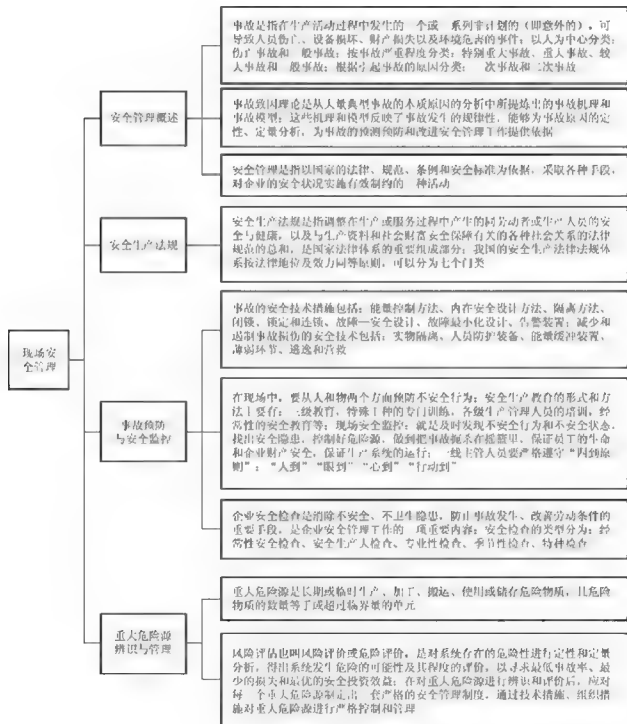 事故是指在生产活动过程中发生的一个或一系列非计划的（即意外的），可
导致人员伤亡、设备损坏、财产损失以及环境危害的事件；以人为中心分类：
伤亡事故和一般事故；按事故严重程度分类：特别重大事故、重大事故、较
大事故和一般事故；根据引起事故的原因分类：一次事故和二次事故
安全管理概述
事故致因理论是从大量典型事故的本质原因的分析中所提炼出的事故机理和
事故模型；这些机理和模型反映了事故发生的规律性，能够为事故原因的定
性、定量分析，为事故的预测预防和改进安全管理工作提供依据
安全管理是指以国家的法律、规范、条例和安全标准为依据，采取各种手段，
对企业的安全状况实施有效制约的一种活动
安全生产法规
安全生产法规是指调整在生产或服务过程中产生的同劳动者或生产人员的安
全与健康，以及与生产资料和社会财富安全保障有关的各种社会关系的法律
规范的总和，是国家法律体系的重要组成部分；我国的安全生产法律法规体
系按法律地位及效力同等原则，可以分为七个门类
现场安
全管理
事故的安全技术措施包括：能量控制方法、内在安全设计方法、隔离方法、
闭锁、锁定和连锁、故障—安全设计、故障最小化设计、告警装置；减少和
遏制事故损伤的安全技术包括：实物隔离、人员防护装备、能量缓冲装置、
薄弱环节、逃逸和营救
事故预防
与安全监控
在现场中，要从人和物两个方面预防不安全行为；安全生产教育的形式和方
法主要有：三级教育，特殊工种的专门训练，各级生产管理人员的培训，经
常性的安全教育等；现场安全监控：就是及时发现不安全行为和不安全状态，
找出安全隐患，控制好危险源，做到把事故扼杀在摇篮里，保证员工的生命
和企业财产安全，保证生产系统的运行；一线主管人员要严格遵守“四到原
则”：“人到”“眼到”“心到”“行动到”
企业安全检查是消除不安全、不卫生隐患，防止事故发生、改善劳动条件的
重要手段，是企业安全管理工作的一项重要内容；安全检查的类型分为：经
常性安全检查、安全生产大检查、专业性检查、季节性检查、特种检查
重大危险源
辨识与管理
重大危险源是长期或临时生产、加工、搬运、使用或储存危险物质，且危险
物质的数量等于或超过临界量的单元
风险评估也叫风险评价或危险评价，是对系统存在的危险性进行定性和定量
分析，得出系统发生危险的可能性及其程度的评价，以寻求最低事故率、最
少的损失和最优的安全投资效益；在对重大危险源进行辨识和评价后，应对
每一个重大危险源制定出一套严格的安全管理制度，通过技术措施、组织措
施对重大危险源进行严格控制和管理